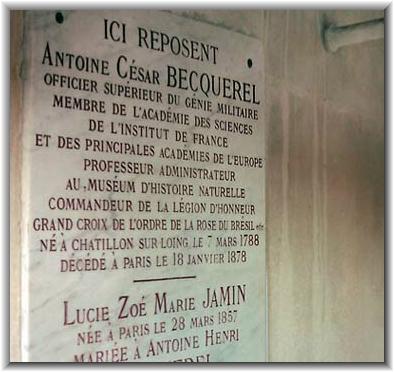 ICI REPOSENT
ANTOINE CÉSAR BECQUEREL
OFFICIER SUPÉRIEUR DU GÉNIE MILITAIRE
MEMBRE DE L'ACADÉMIE DES SCIENCES
DE L'INSTITUT DE FRANCE
ET DES PRINCIPALES ACADÉMIES DE L'EUROPE
PROFESSEUR ADMINISTRATEUR
AU MUSÉUM D'HISTOIRE NATURELLE
COMMANDEUR DE LA LÉGION D'HONNEUR
GRAND CROIX DE L'ORDRE DE LA ROSE DU BRÉSIL etc
NÉ À CHATILLON SUR LOING LE 7 MARS 1788
DÉCÉDÉ À PARIS LE 18 JANVIER 1878
LUCIE ZOÉ MARIE JAMIN
NÉE À PARIS LE 28 MARS 1857
MARIÉE À ANTOINE HENRI